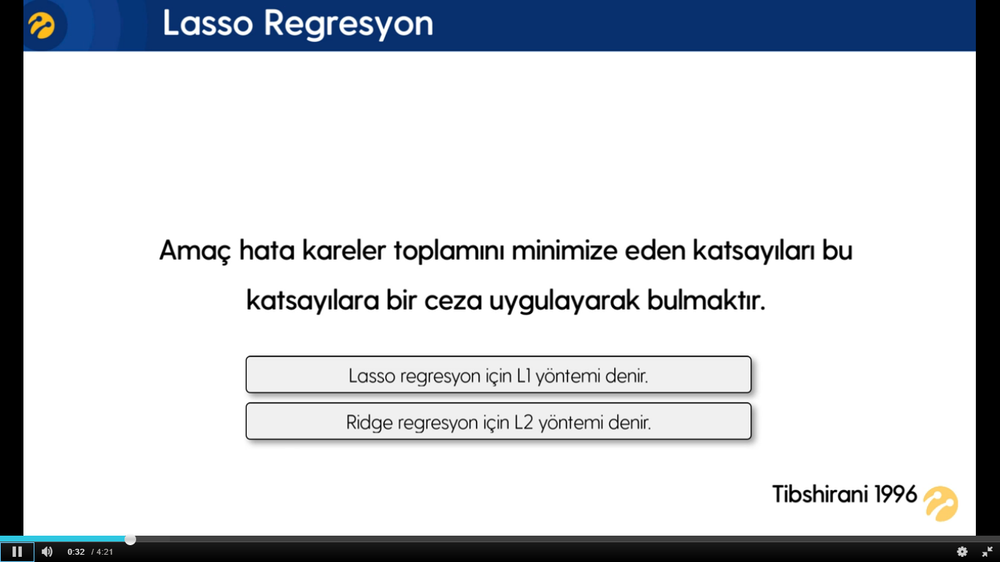 Lasso Regresyon
Amaç hata kareler toplamını minimize eden katsayıları bu
katsayılara bir ceza uygulayarak bulmaktır.
Lasso regresyon için L1 yöntemi denir.
Ridge regresyon için L2 yöntemi denir.
Tibshirani 1996
0:32 / 4:21